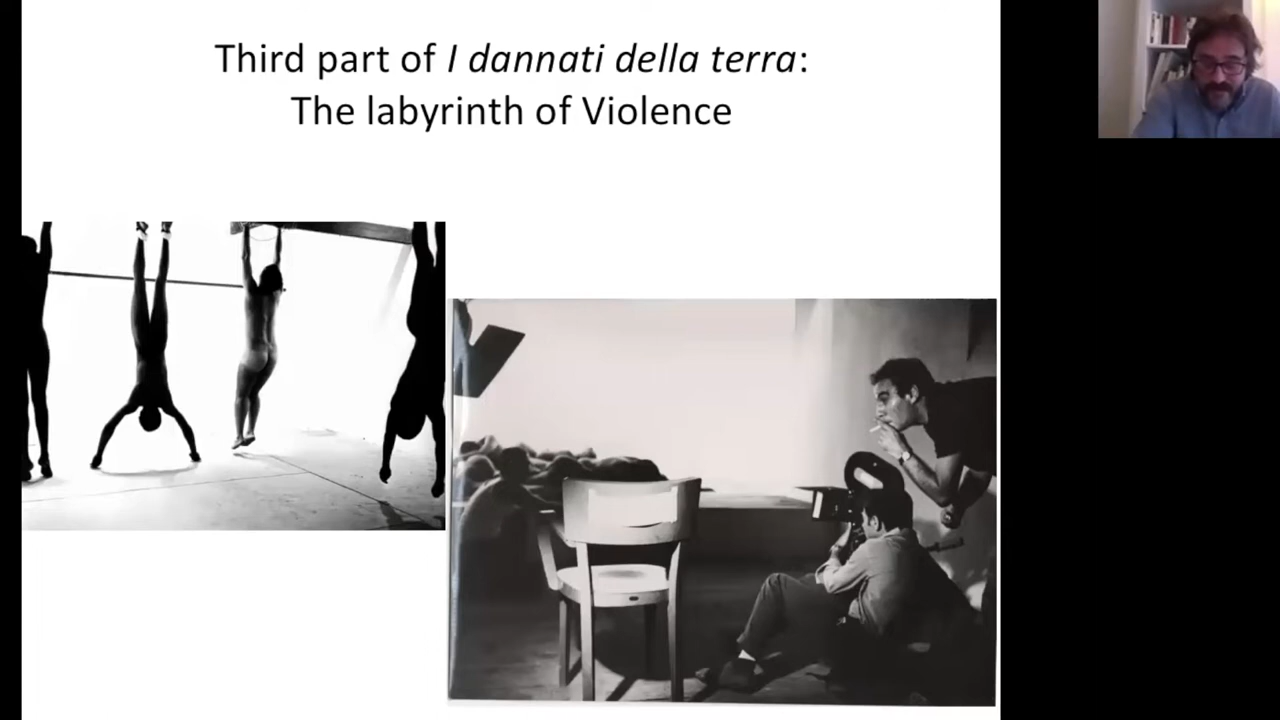 Third part of I dannati della terra:
The labyrinth of Violence